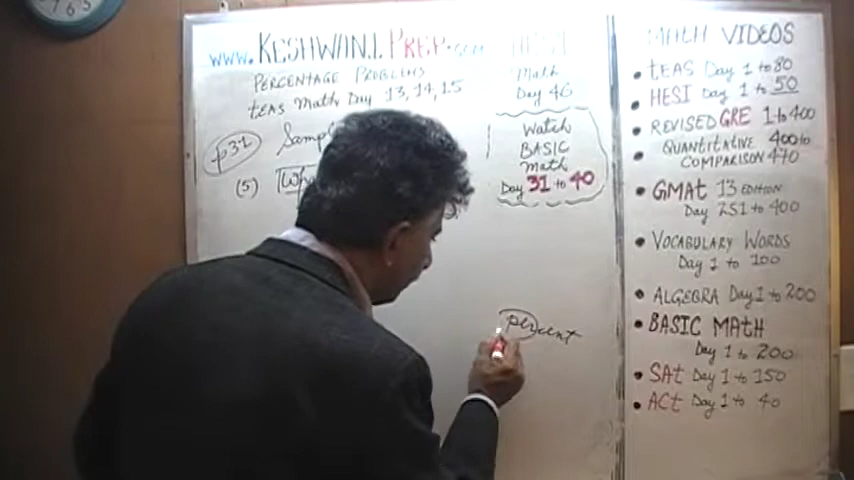 www.KESHWANI PREP.com
PERCENTAGE PROBLEMS
TEAS Math Day 13, 14, 15
p31
(5)
HESI
Math
Day 46
Watch
BASIC
Math
Day 31 to 40
percent
MATH VIDEOS
• TEAS Day 1 to 80
• HESI Day 1 to 50
• REVISED GRE 1 to 400
• QUANTITATIVE 400 to
COMPARISON 470
• GMAT 13 EDITION
Day 251 to 400
• VOCABULARY WORDS
Day 1 to 100
• ALGEBRA Day 1 to 200
• BASIC MATH
Day 1 to 200
• SAT Day 1 to 150
• ACT Day 1 to 40